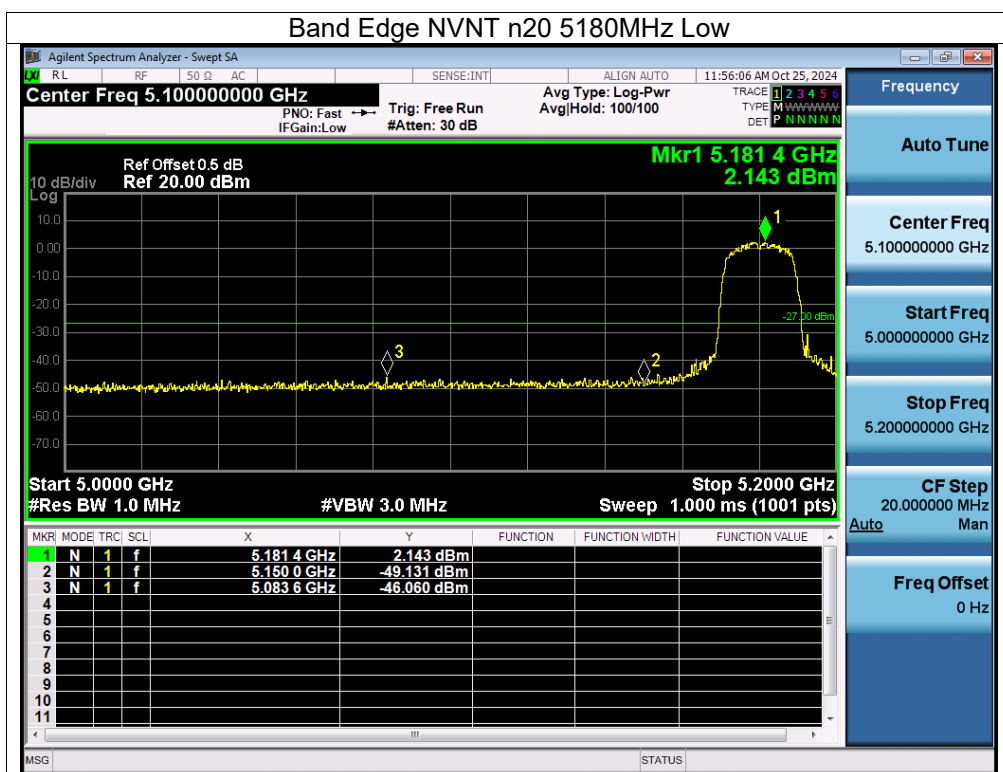 Band Edge NVNT n20 5180MHz Low
Agilent Spectrum Analyzer - Swept SA
LXI RL RF 50 Ω AC SENSE:INT ALIGN AUTO 11:56:06 AM Oct 25, 2024
Center Freq 5.100000000 GHz
PNO: Fast
IFGain:Low
Trig: Free Run
#Atten: 30 dB
Avg Type: Log-Pwr
Avg|Hold: 100/100
TRACE 1 2 3 4 5 6
TYPE M WWWWW
DET P N N N N N
Frequency
Auto Tune
Center Freq
5.100000000 GHz
Start Freq
5.000000000 GHz
Stop Freq
5.200000000 GHz
CF Step
20.000000 MHz
Auto Man
Freq Offset
0 Hz
Mkr1 5.181 4 GHz
2.143 dBm
Ref Offset 0.5 dB
10 dB/div Ref 20.00 dBm
Log
10.0
0.00
-10.0
-20.0
-30.0
-40.0
-50.0
-60.0
-70.0
1
-27.00 dBm
3
2
Start 5.0000 GHz Stop 5.2000 GHz
#Res BW 1.0 MHz #VBW 3.0 MHz Sweep 1.000 ms (1001 pts)
MKR MODE TRC SCL X Y FUNCTION FUNCTION WIDTH FUNCTION VALUE
1 N 1 f 5.181 4 GHz 2.143 dBm
2 N 1 f 5.150 0 GHz -49.131 dBm
3 N 1 f 5.083 6 GHz -46.060 dBm
4
5
6
7
8
9
10
11
MSG STATUS